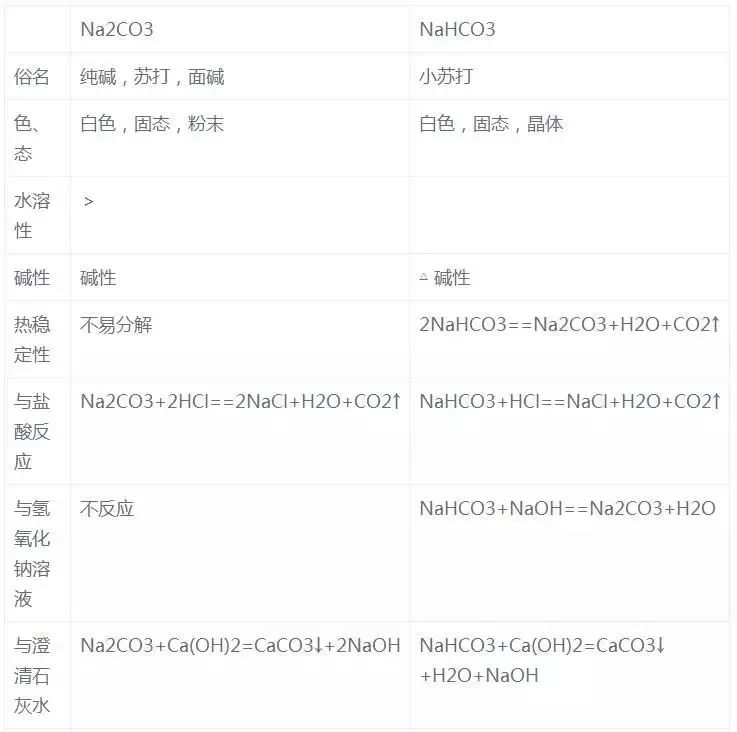 Na2CO3 NaHCO3
俗名 纯碱，苏打，面碱 小苏打
色、 白色，固态，粉末 白色，固态，晶体
态
水溶 >
性
碱性 碱性 △ 碱性
热稳 不易分解 2NaHCO3==Na2CO3+H2O+CO2↑
定性
与盐 Na2CO3+2HCl==2NaCl+H2O+CO2↑ NaHCO3+HCl==NaCl+H2O+CO2↑
酸反
应
与氢 不反应 NaHCO3+NaOH==Na2CO3+H2O
氧化
钠溶
液
与澄 Na2CO3+Ca(OH)2=CaCO3↓+2NaOH NaHCO3+Ca(OH)2=CaCO3↓
清石 +H2O+NaOH
灰水